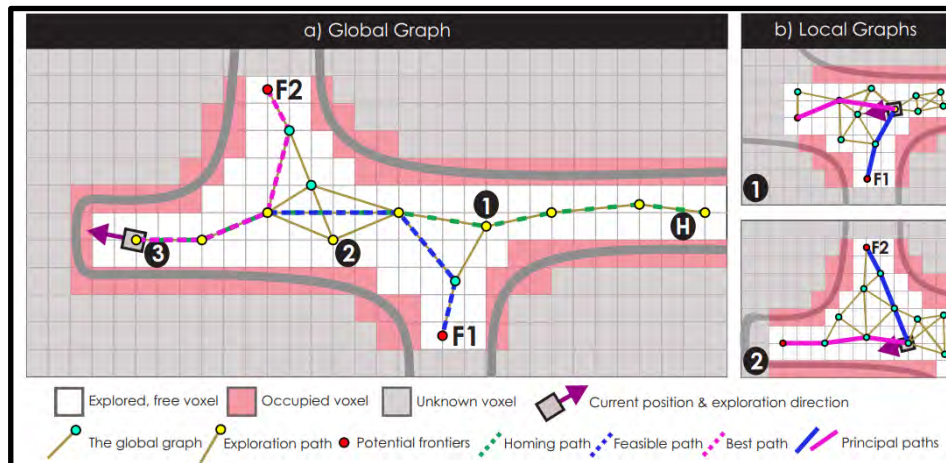 a) Global Graph
b) Local Graphs
F2
1
H
2
3
F1
F1
1
F2
2
Explored, free voxel
Occupied voxel
Unknown voxel
Current position & exploration direction
The global graph
Exploration path
Potential frontiers
Homing path
Feasible path
Best path
Principal paths